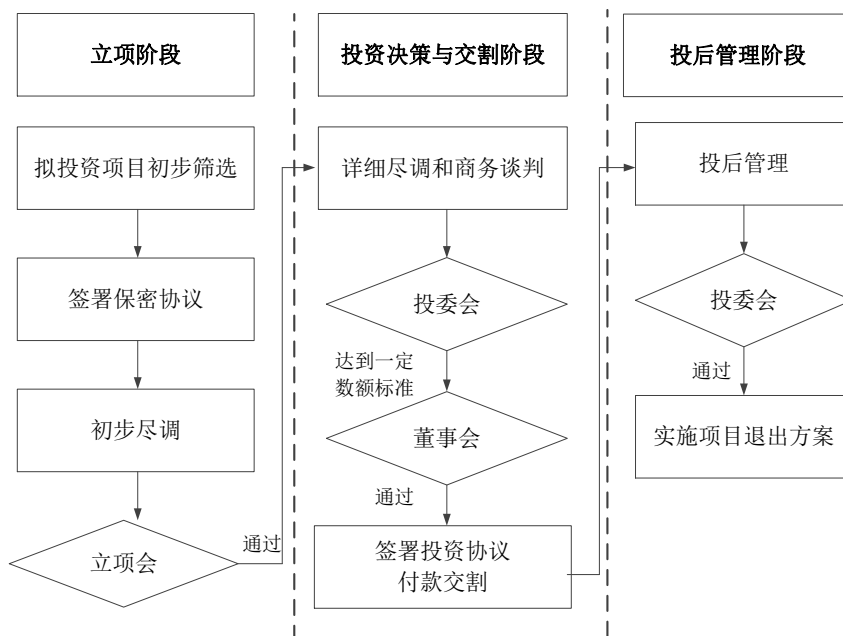 立项阶段
拟投资项目初步筛选
签署保密协议
初步尽调
立项会
通过
投资决策与交割阶段
详细尽调和商务谈判
投委会
达到一定
数额标准
董事会
通过
签署投资协议
付款交割
投后管理阶段
投后管理
投委会
通过
实施项目退出方案